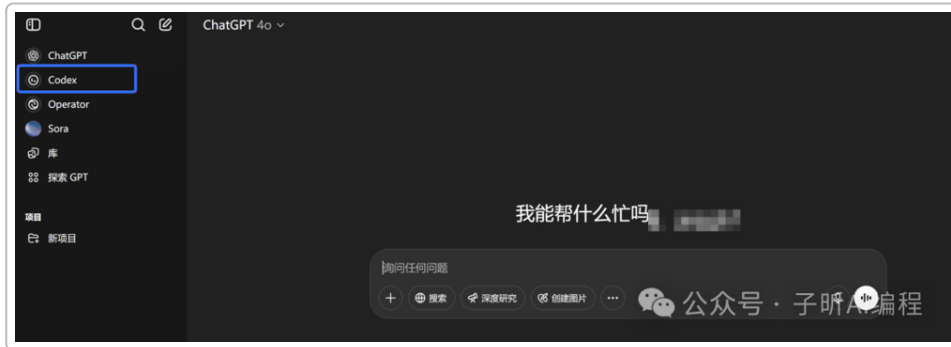 ChatGPT 4o
ChatGPT
Codex
Operator
Sora
库
探索 GPT
项目
新项目
我能帮什么忙吗
询问任何问题
搜索 深度研究 创建图片
公众号 · 子昕AI编程